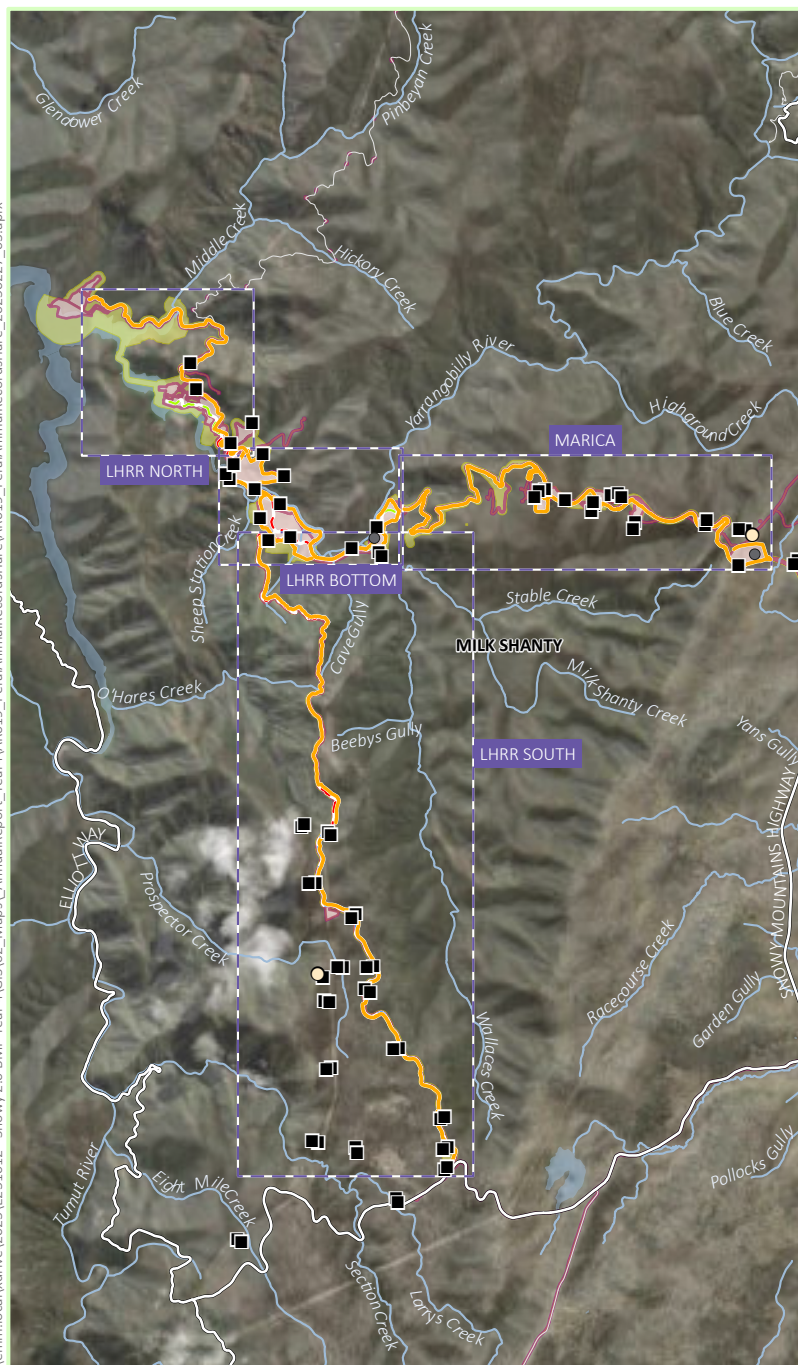 Glendower Creek
Pinbeyan Creek
Middle Creek
Hickory Creek
Blue Creek
Yarrangobilly River
Highground Creek
MARICA
LHRR NORTH
Sheep Station Creek
LHRR BOTTOM
Stable Creek
Cave Gully
MILK SHANTY
Milk Shanty Creek
O'Hares Creek
Beebys Gully
LHRR SOUTH
Yans Gully
SNOWY MOUNTAINS HIGHWAY
ELLIOTT WAY
Prospector Creek
Racecourse Creek
Garden Gully
Wallaces Creek
Tumut River
Eight Mile Creek
Pollocks Gully
Section Creek
Larrys Creek